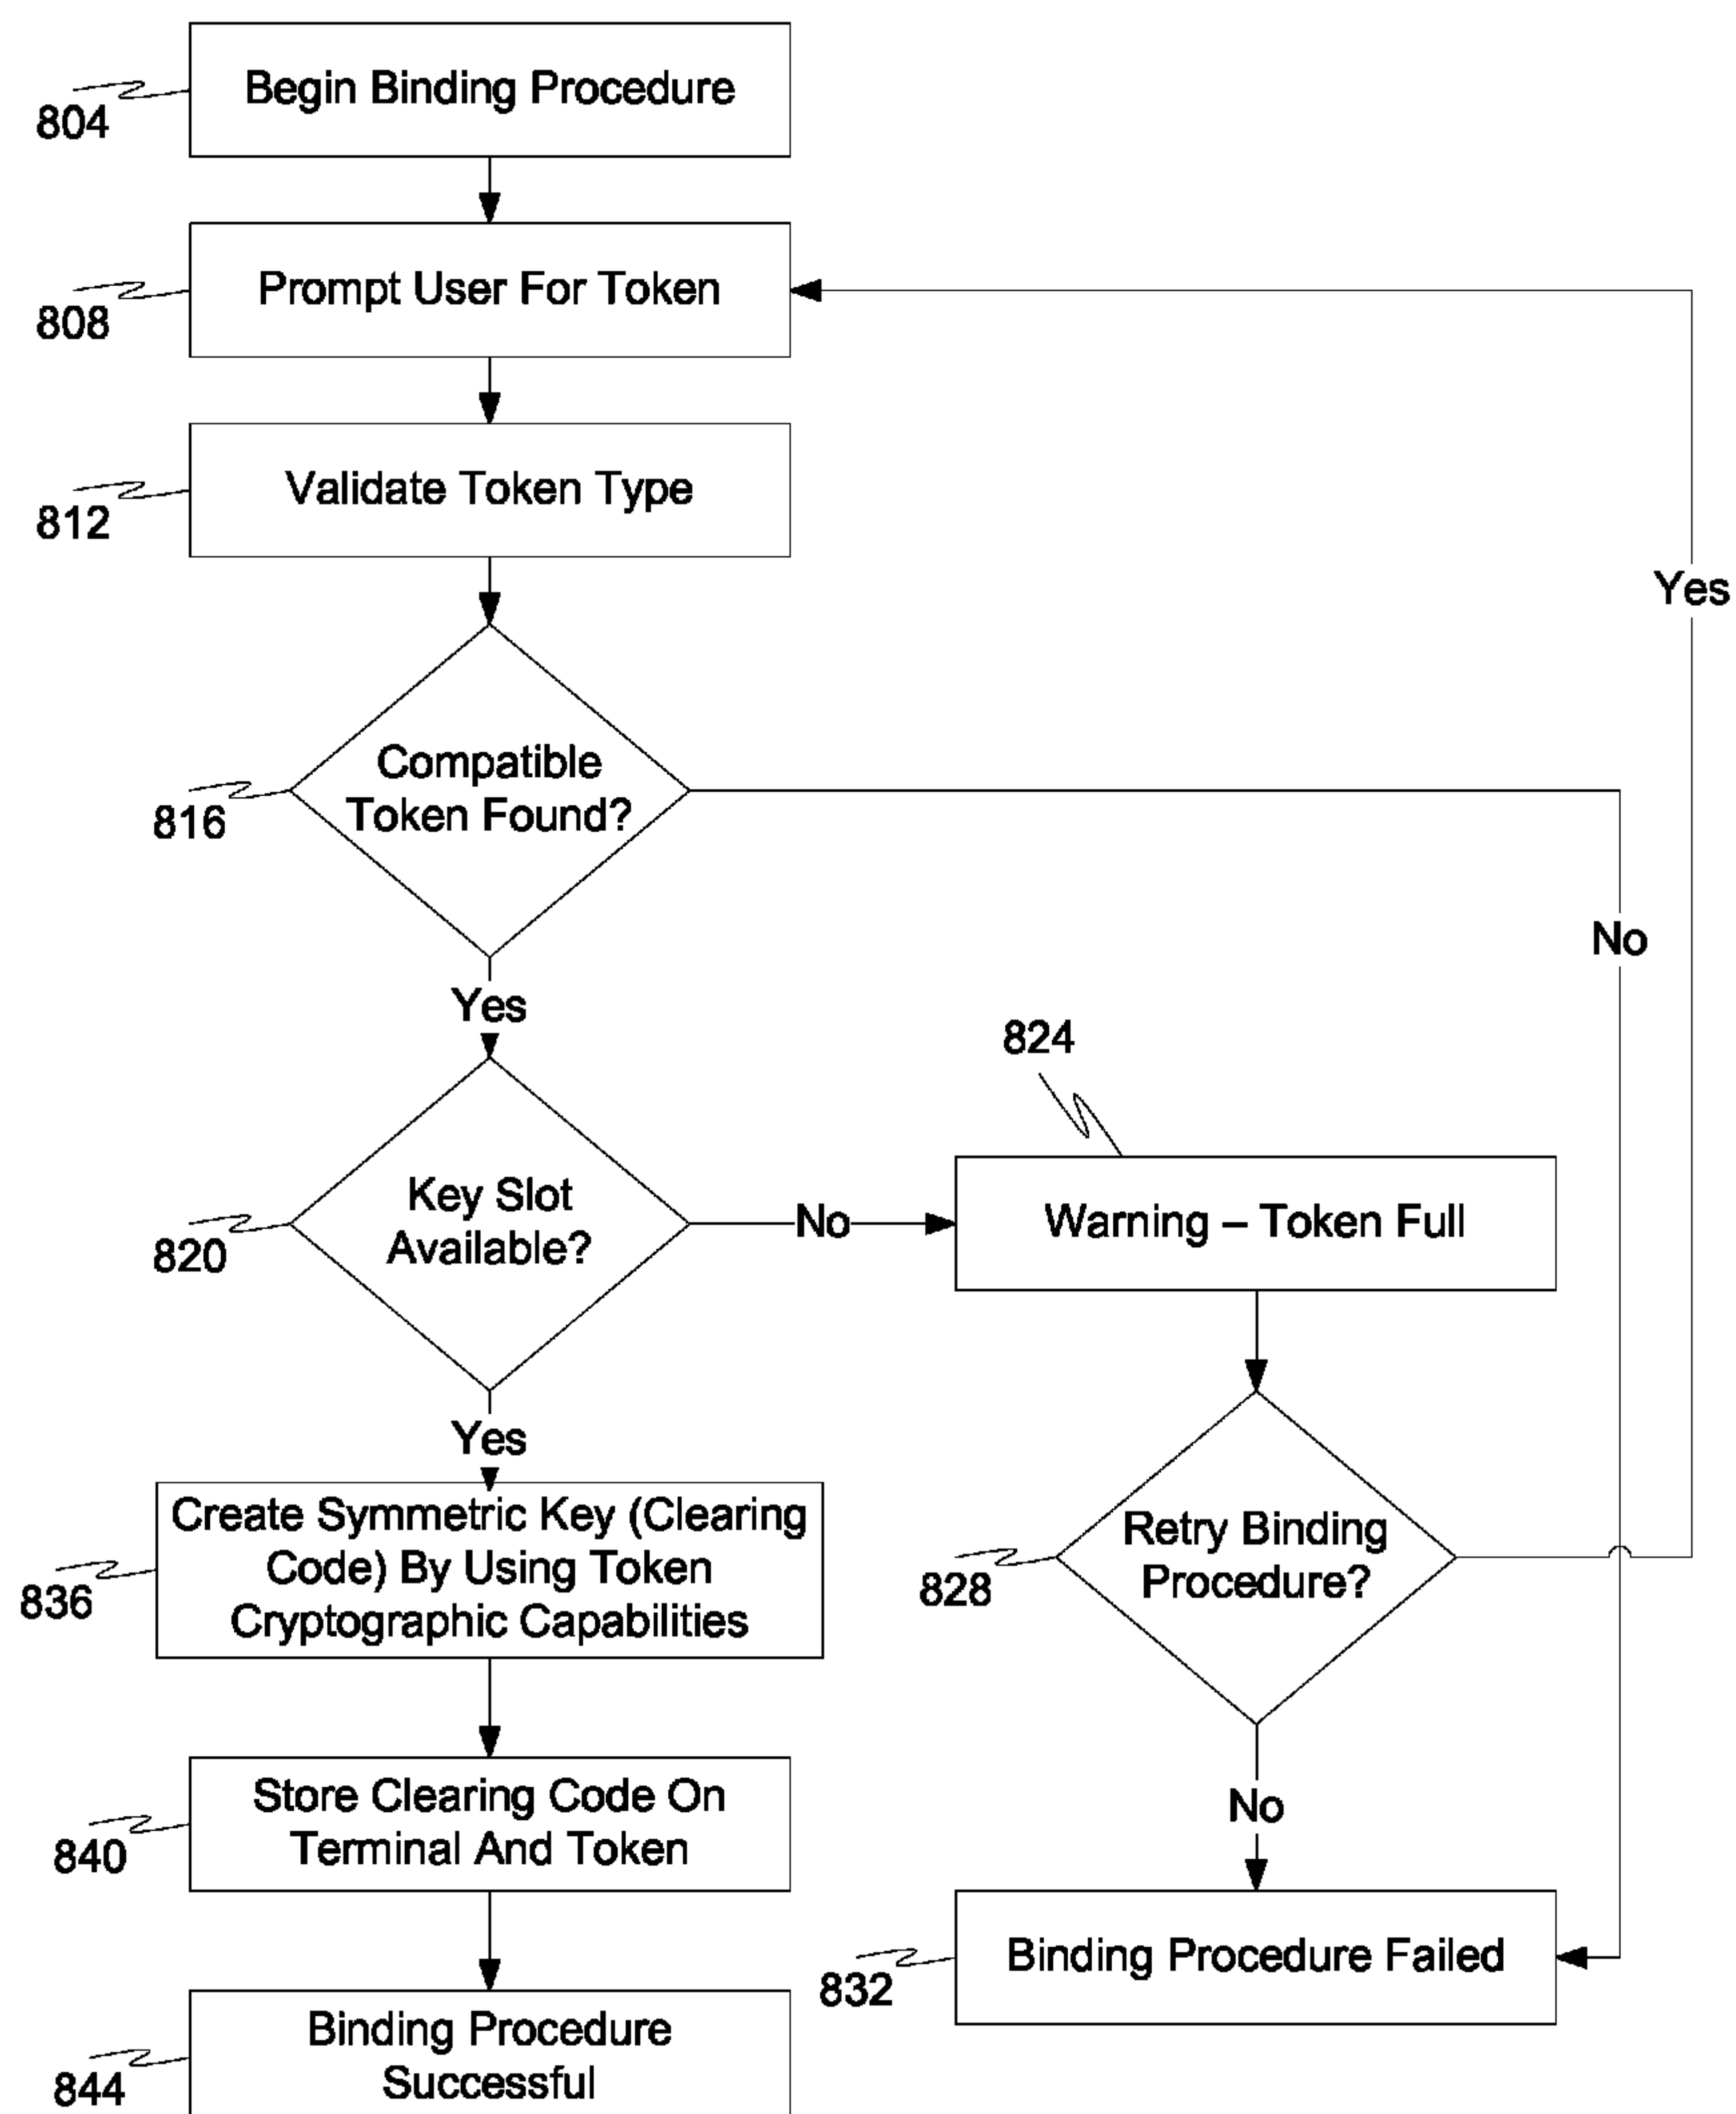 Begin Binding Procedure
804
Prompt User For Token
808
Validate Token Type
812
Yes
Compatible
Token Found?
816
No
Yes
824
Key Slot
Available?
820
No
Warning – Token Full
Yes
Create Symmetric Key (Clearing
Code) By Using Token
Cryptographic Capabilities
836
Retry Binding
Procedure?
828
No
Store Clearing Code On
Terminal And Token
840
Binding Procedure Failed
832
Binding Procedure
Successful
844